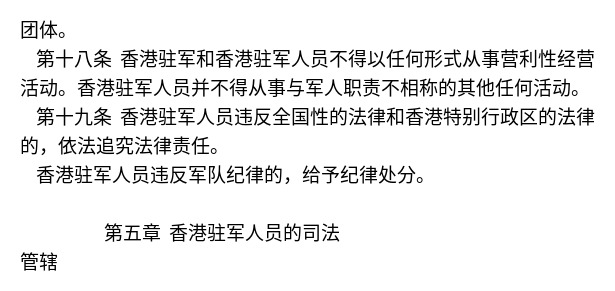 团体。
第十八条 香港驻军和香港驻军人员不得以任何形式从事营利性经营
活动。香港驻军人员并不得从事与军人职责不相称的其他任何活动。
第十九条 香港驻军人员违反全国性的法律和香港特别行政区的法律
的，依法追究法律责任。
香港驻军人员违反军队纪律的，给予纪律处分。
第五章 香港驻军人员的司法
管辖